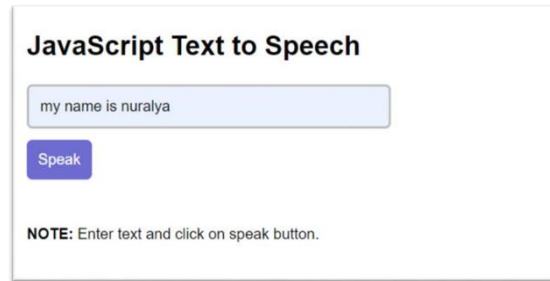 JavaScript Text to Speech
my name is nuralya
Speak
NOTE: Enter text and click on speak button.